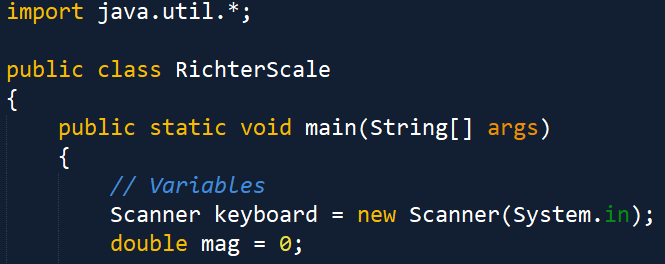 import java.util.*;
public class RichterScale
{
public static void main(String[] args)
{
// Variables
Scanner keyboard = new Scanner(System.in);
double mag = 0;